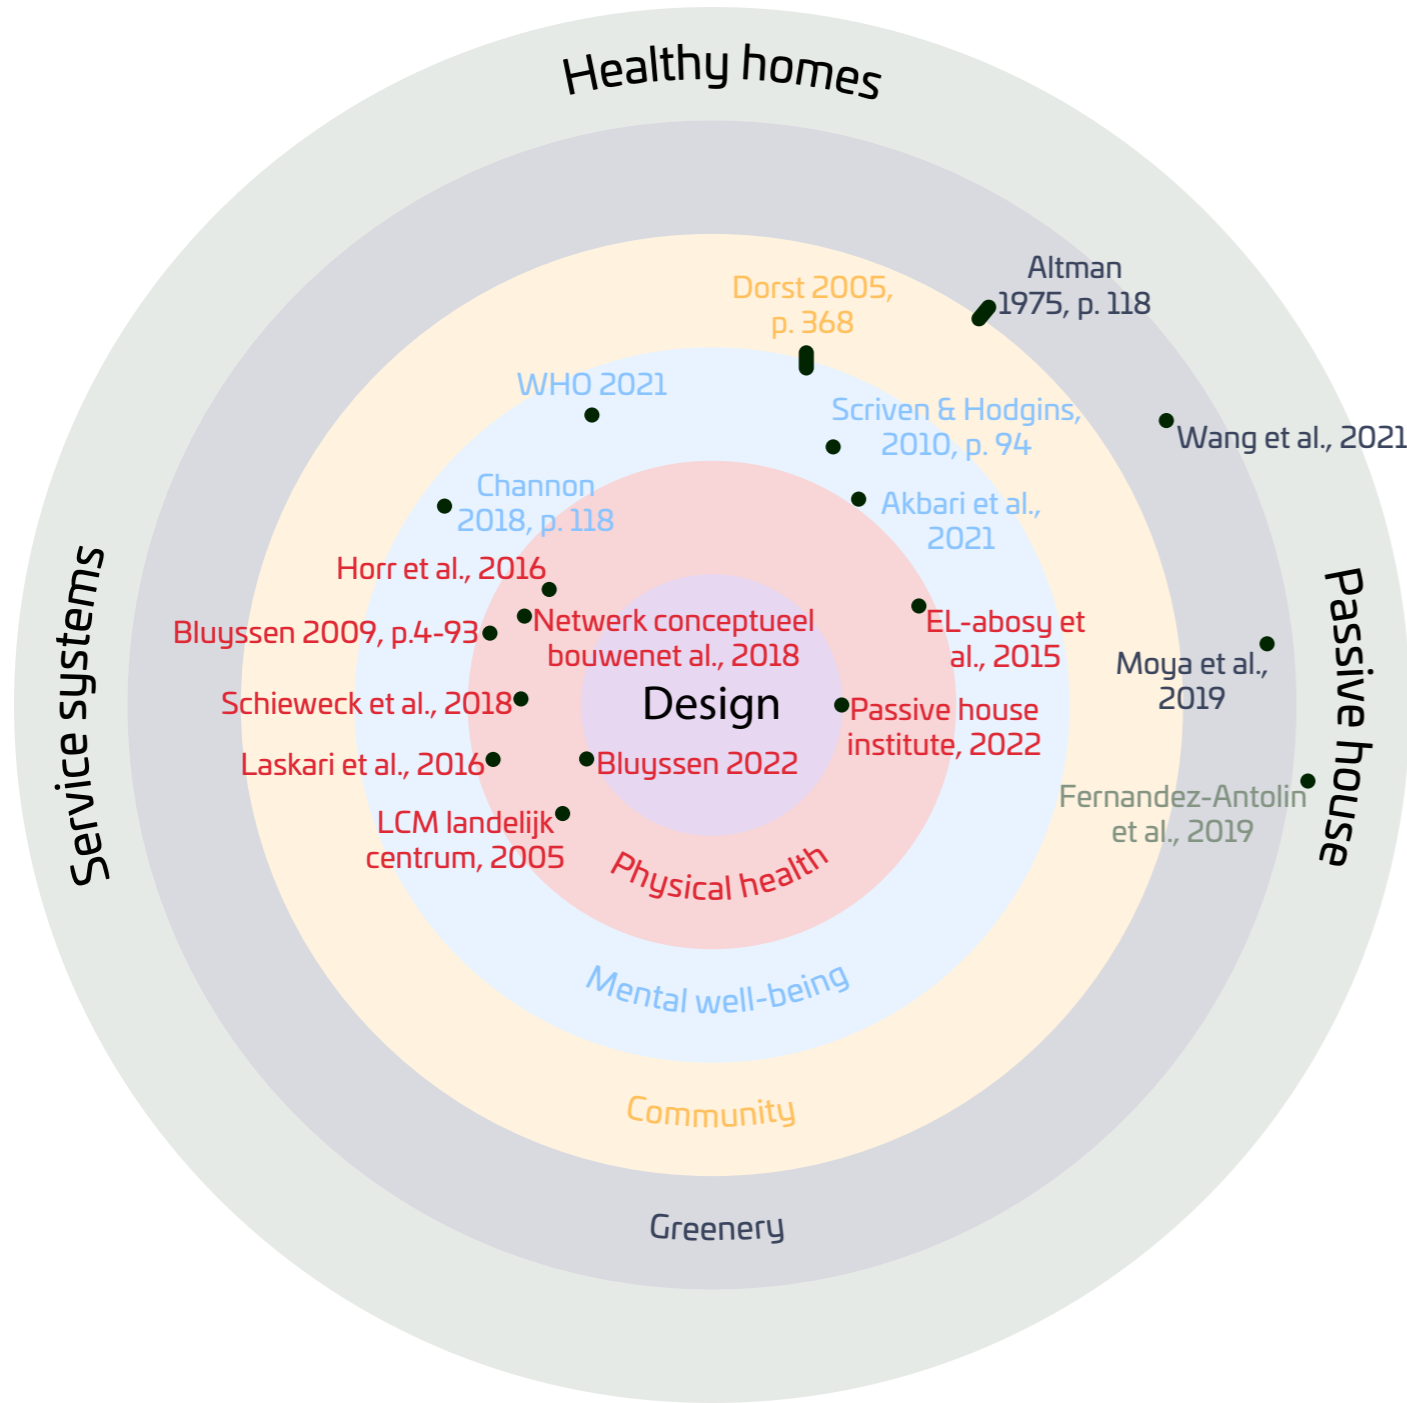 Healthy homes
Altman
1975, p. 118
Dorst 2005,
p. 368
WHO 2021
Scriven & Hodgins,
2010, p. 94
Wang et al., 2021
Channon
2018, p. 118
Akbari et al.,
2021
Horr et al., 2016
Netwerk conceptueel
bouwenet al., 2018
Bluyssen 2009, p.4-93
EL-abosy et
al., 2015
Moya et al.,
2019
Service systems
Passive house
Schieweck et al., 2018
Design
Passive house
institute, 2022
Laskari et al., 2016
Bluyssen 2022
Fernandez-Antolin
et al., 2019
LCM landelijk
centrum, 2005
Physical health
Mental well-being
Community
Greenery